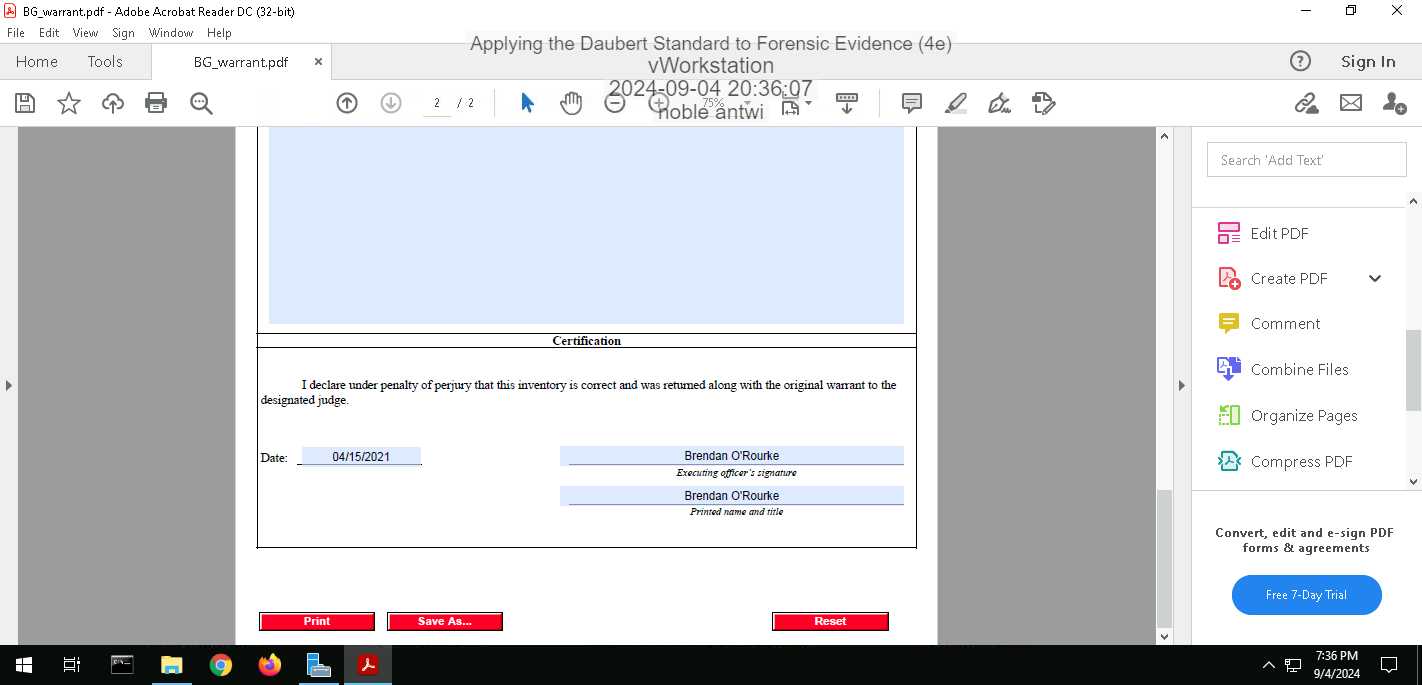 BG_warrant.pdf - Adobe Acrobat Reader DC (32-bit)
File Edit View Sign Window Help
Applying the Daubert Standard to Forensic Evidence (4e)
vWorkstation
2024-09-04 20:36:07
noble antwi
Home Tools BG_warrant.pdf × Sign In
2 / 2 75%
Search 'Add Text'
Edit PDF
Create PDF
Comment
Combine Files
Organize Pages
Compress PDF
Convert, edit and e-sign PDF
forms & agreements
Free 7-Day Trial
Certification
I declare under penalty of perjury that this inventory is correct and was returned along with the original warrant to the
designated judge.
Date: 04/15/2021
Brendan O'Rourke
Executing officer's signature
Brendan O'Rourke
Printed name and title
Print Save As... Reset
7:36 PM
9/4/2024